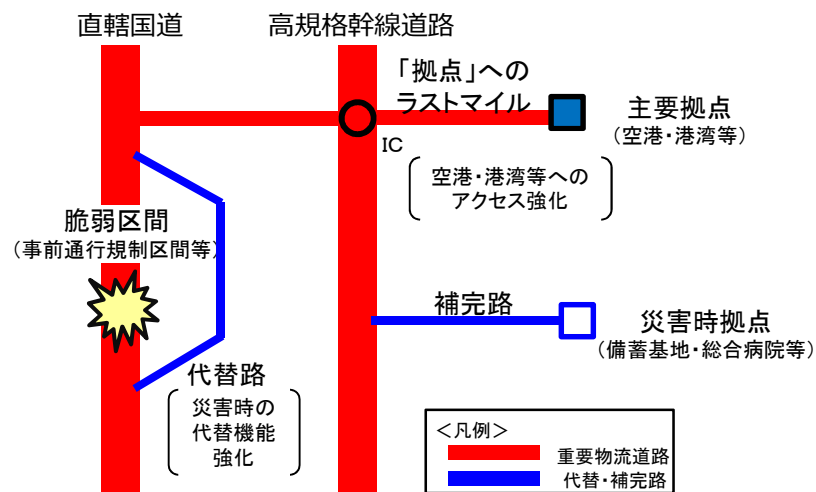 直轄国道
高規格幹線道路
「拠点」への
ラストマイル
主要拠点
(空港・港湾等)
IC
空港・港湾等への
アクセス強化
脆弱区間
(事前通行規制区間等)
補完路
災害時拠点
(備蓄基地・総合病院等)
代替路
災害時の
代替機能
強化
<凡例>
重要物流道路
代替・補完路